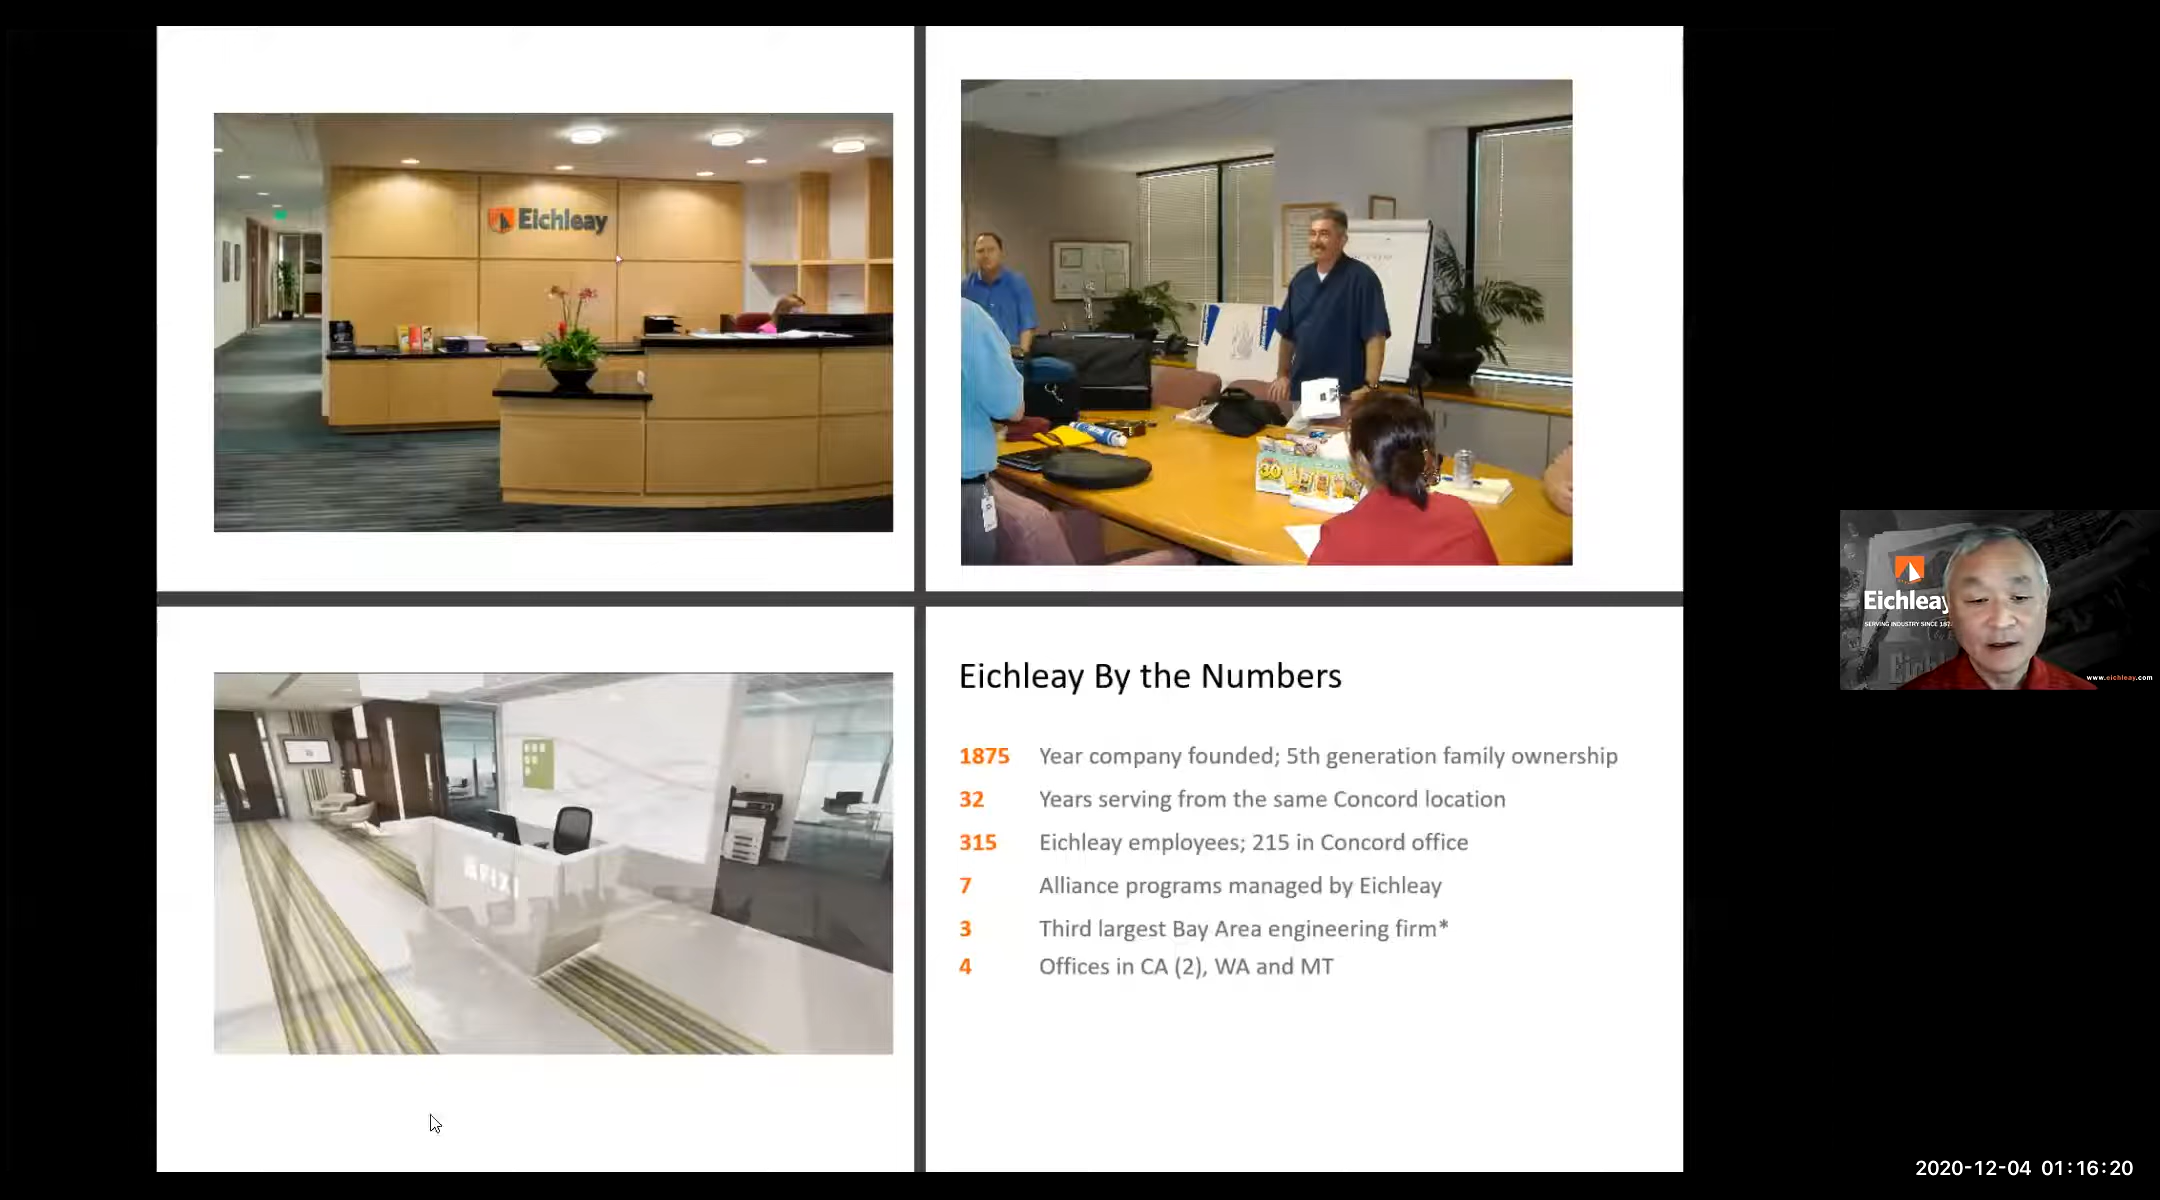 Eichleay
30
Eichleay By the Numbers
1875 Year company founded; 5th generation family ownership
32 Years serving from the same Concord location
315 Eichleay employees; 215 in Concord office
7 Alliance programs managed by Eichleay
3 Third largest Bay Area engineering firm*
4 Offices in CA (2), WA and MT
Eichleay
SERVING INDUSTRY SINCE 187
www.eichleay.com
2020-12-04 01:16:20